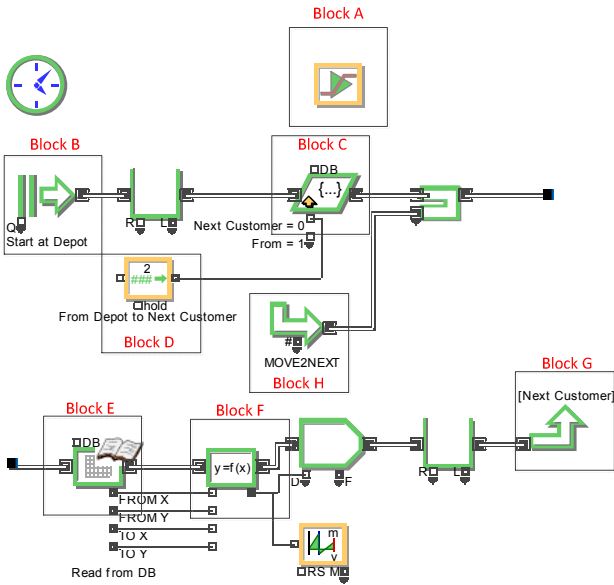 Block A
Block B
Block C
DB
{...}
Q
Start at Depot
R
L
Next Customer = 0
From = 1
2
###
hold
From Depot to Next Customer
Block D
#
MOVE2NEXT
Block H
Block G
[Next Customer]
Block E
Block F
DB
y=f(x)
D
F
R
L
FROM X
FROM Y
TO X
TO Y
m
v
RS M
Read from DB